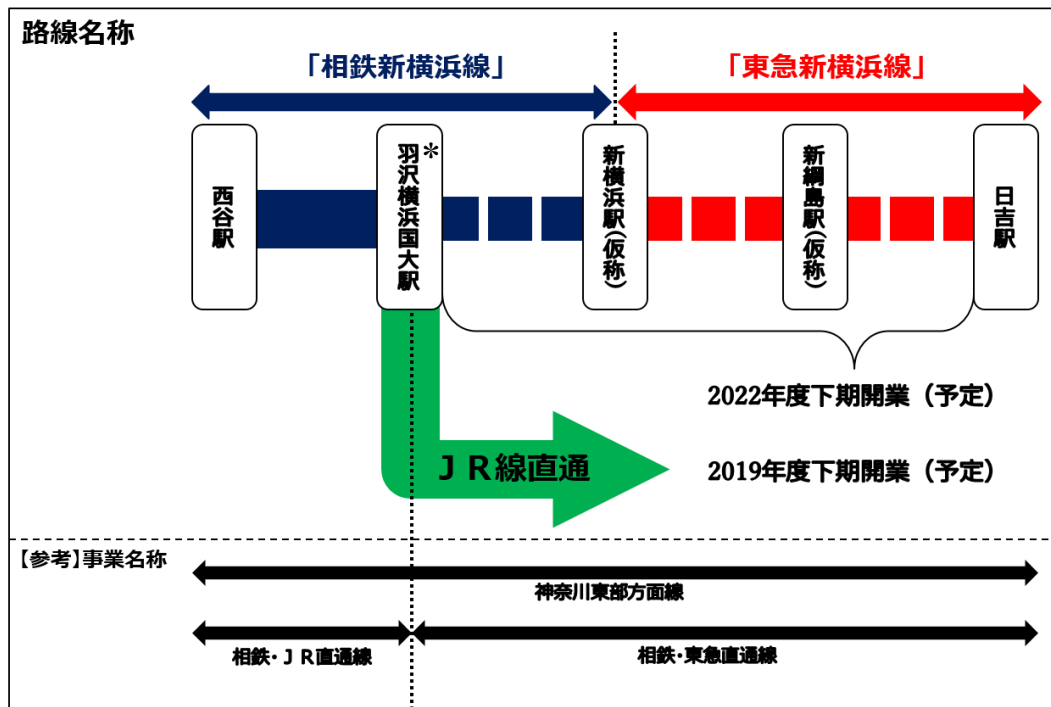 路線名称
「相鉄新横浜線」
「東急新横浜線」
西谷駅
羽沢横浜国大駅
*
新横浜駅(仮称)
新綱島駅(仮称)
日吉駅
2022年度下期開業（予定）
ＪＲ線直通
2019年度下期開業（予定）
【参考】事業名称
神奈川東部方面線
相鉄・ＪＲ直通線
相鉄・東急直通線